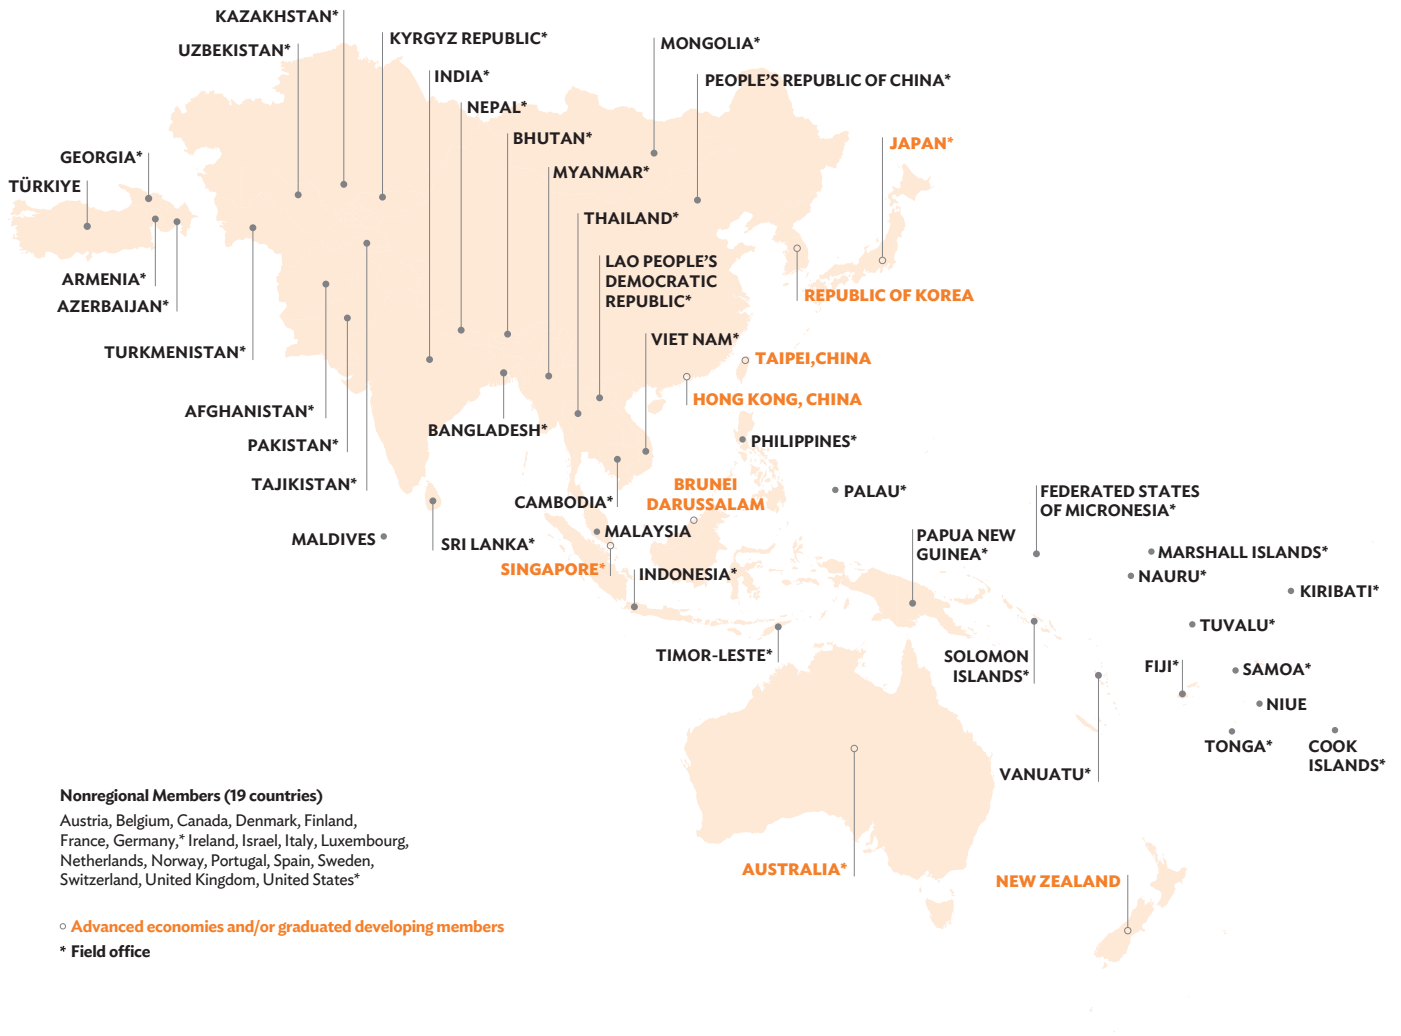 KAZAKHSTAN*
UZBEKISTAN*
KYRGYZ REPUBLIC*
MONGOLIA*
INDIA*
PEOPLE’S REPUBLIC OF CHINA*
NEPAL*
BHUTAN*
JAPAN*
GEORGIA*
MYANMAR*
TÜRKIYE
THAILAND*
LAO PEOPLE’S
DEMOCRATIC
REPUBLIC*
ARMENIA*
AZERBAIJAN*
REPUBLIC OF KOREA
VIET NAM*
TURKMENISTAN*
TAIPEI,CHINA
HONG KONG, CHINA
AFGHANISTAN*
BANGLADESH*
PAKISTAN*
PHILIPPINES*
TAJIKISTAN*
BRUNEI
DARUSSALAM
PALAU*
FEDERATED STATES
OF MICRONESIA*
CAMBODIA*
MALDIVES
SRI LANKA*
MALAYSIA
PAPUA NEW
GUINEA*
MARSHALL ISLANDS*
SINGAPORE*
INDONESIA*
NAURU*
KIRIBATI*
TUVALU*
TIMOR-LESTE*
SOLOMON
ISLANDS*
FIJI*
SAMOA*
NIUE
TONGA*
COOK
ISLANDS*
VANUATU*
Nonregional Members (19 countries)
Austria, Belgium, Canada, Denmark, Finland,
France, Germany,* Ireland, Israel, Italy, Luxembourg,
Netherlands, Norway, Portugal, Spain, Sweden,
Switzerland, United Kingdom, United States*
AUSTRALIA*
NEW ZEALAND
Advanced economies and/or graduated developing members
* Field office